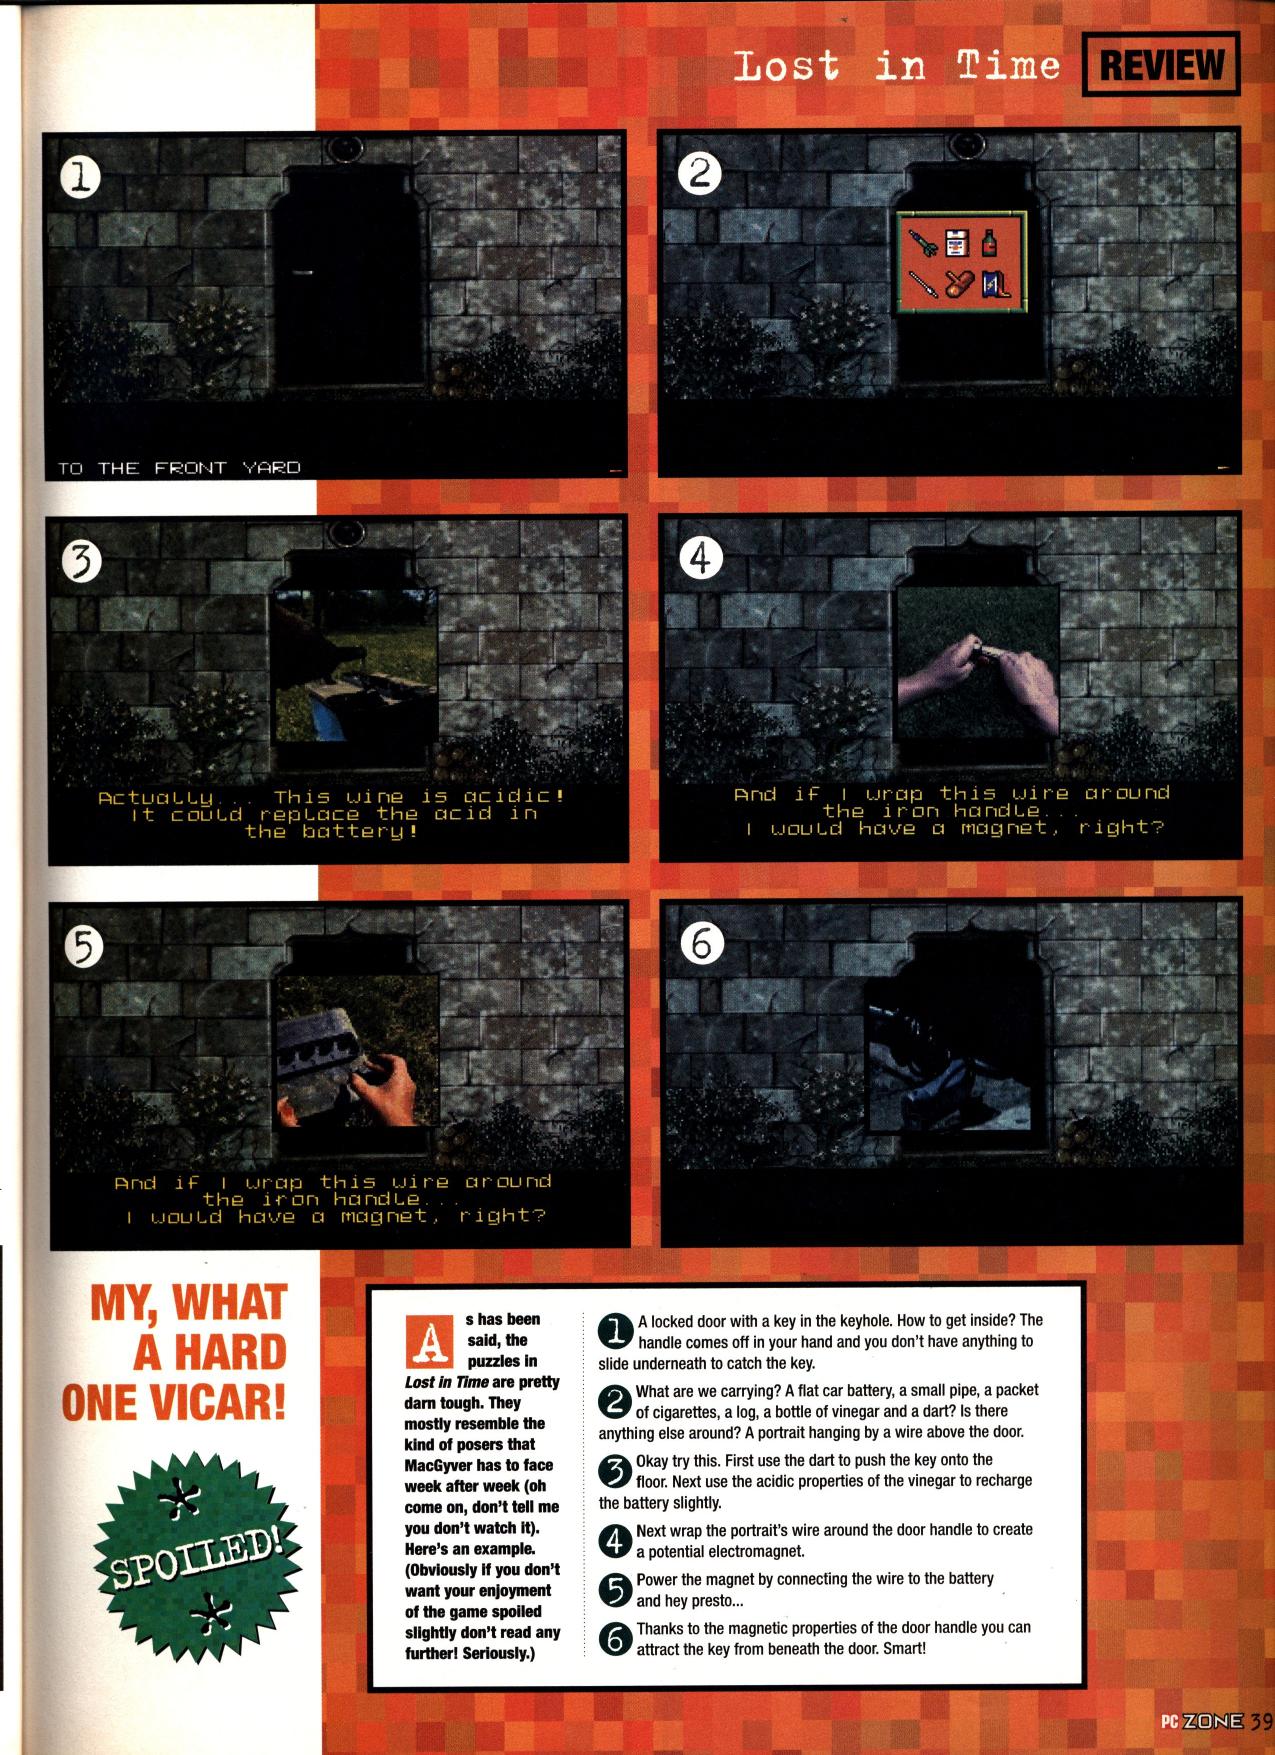 Lost in Time REVIEW
1
TO THE FRONT YARD
2
3
Actually... This wine is acidic!
It could replace the acid in
the battery!
4
And if I wrap this wire around
the iron handle...
I would have a magnet, right?
5
And if I wrap this wire around
the iron handle...
I would have a magnet, right?
6
MY, WHAT
A HARD
ONE VICAR!
SPOILED!
As has been
said, the
puzzles in
Lost in Time are pretty
darn tough. They
mostly resemble the
kind of posers that
MacGyver has to face
week after week (oh
come on, don't tell me
you don't watch it).
Here's an example.
(Obviously if you don't
want your enjoyment
of the game spoiled
slightly don't read any
further! Seriously.)
1 A locked door with a key in the keyhole. How to get inside? The
handle comes off in your hand and you don't have anything to
slide underneath to catch the key.
2 What are we carrying? A flat car battery, a small pipe, a packet
of cigarettes, a log, a bottle of vinegar and a dart? Is there
anything else around? A portrait hanging by a wire above the door.
3 Okay try this. First use the dart to push the key onto the
floor. Next use the acidic properties of the vinegar to recharge
the battery slightly.
4 Next wrap the portrait's wire around the door handle to create
a potential electromagnet.
5 Power the magnet by connecting the wire to the battery
and hey presto...
6 Thanks to the magnetic properties of the door handle you can
attract the key from beneath the door. Smart!
PC ZONE 39